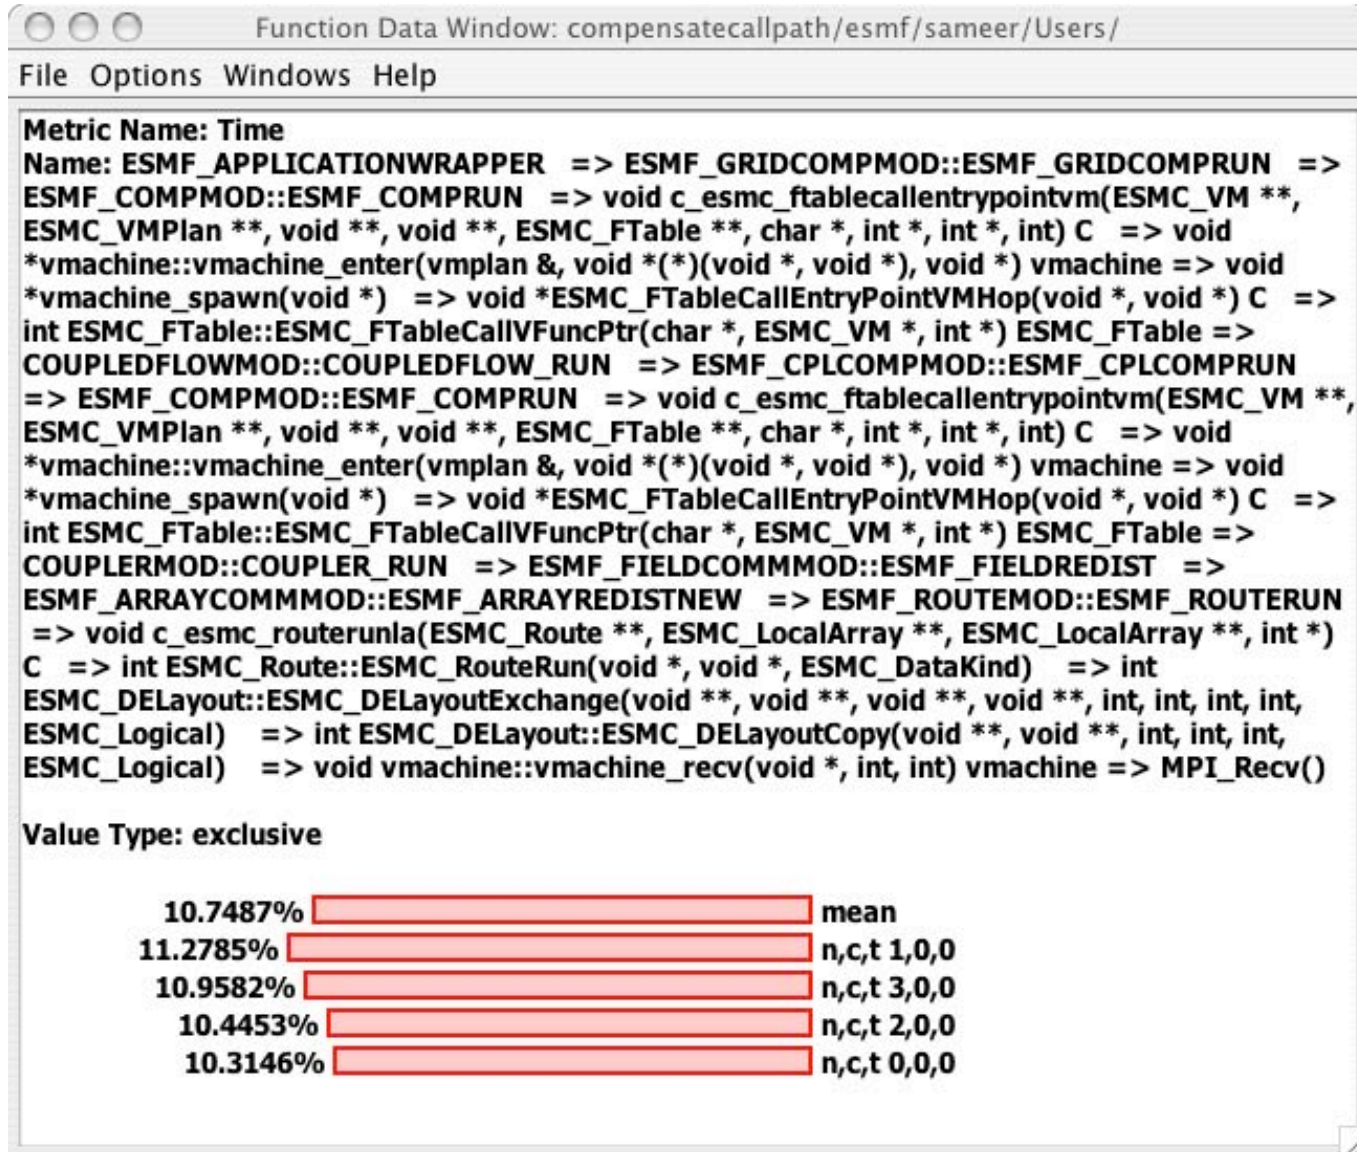 Function Data Window: compensatecallpath/esmf/sameer/Users/
File Options Windows Help
Metric Name: Time
Name: ESMF_APPLICATIONWRAPPER => ESMF_GRIDCOMPMOD::ESMF_GRIDCOMPRUN =>
ESMF_COMPMOD::ESMF_COMPRUN => void c_esmc_ftablecallentrypointvm(ESMC_VM **,
ESMC_VMPlan **, void **, void **, ESMC_FTable **, char *, int *, int *, int) C => void
*vmachine::vmachine_enter(vmplan &, void *(*)(void *, void *), void *) vmachine => void
*vmachine_spawn(void *) => void *ESMC_FTableCallEntryPointVMHop(void *, void *) C =>
int ESMC_FTable::ESMC_FTableCallVFuncPtr(char *, ESMC_VM *, int *) ESMC_FTable =>
COUPLEDFLOWMOD::COUPLEDFLOW_RUN => ESMF_CPLCOMPMOD::ESMF_CPLCOMPRUN
=> ESMF_COMPMOD::ESMF_COMPRUN => void c_esmc_ftablecallentrypointvm(ESMC_VM **,
ESMC_VMPlan **, void **, void **, ESMC_FTable **, char *, int *, int *, int) C => void
*vmachine::vmachine_enter(vmplan &, void *(*)(void *, void *), void *) vmachine => void
*vmachine_spawn(void *) => void *ESMC_FTableCallEntryPointVMHop(void *, void *) C =>
int ESMC_FTable::ESMC_FTableCallVFuncPtr(char *, ESMC_VM *, int *) ESMC_FTable =>
COUPLERMOD::COUPLER_RUN => ESMF_FIELDCOMMMOD::ESMF_FIELDREDIST =>
ESMF_ARRAYCOMMMOD::ESMF_ARRAYREDISTNEW => ESMF_ROUTEMOD::ESMF_ROUTERUN
=> void c_esmc_routerunla(ESMC_Route **, ESMC_LocalArray **, ESMC_LocalArray **, int *)
C => int ESMC_Route::ESMC_RouteRun(void *, void *, ESMC_DataKind) => int
ESMC_DELayout::ESMC_DELayoutExchange(void **, void **, void **, void **, int, int, int, int,
ESMC_Logical) => int ESMC_DELayout::ESMC_DELayoutCopy(void **, void **, int, int, int,
ESMC_Logical) => void vmachine::vmachine_recv(void *, int, int) vmachine => MPI_Recv()
Value Type: exclusive
10.7487% mean
11.2785% n,c,t 1,0,0
10.9582% n,c,t 3,0,0
10.4453% n,c,t 2,0,0
10.3146% n,c,t 0,0,0